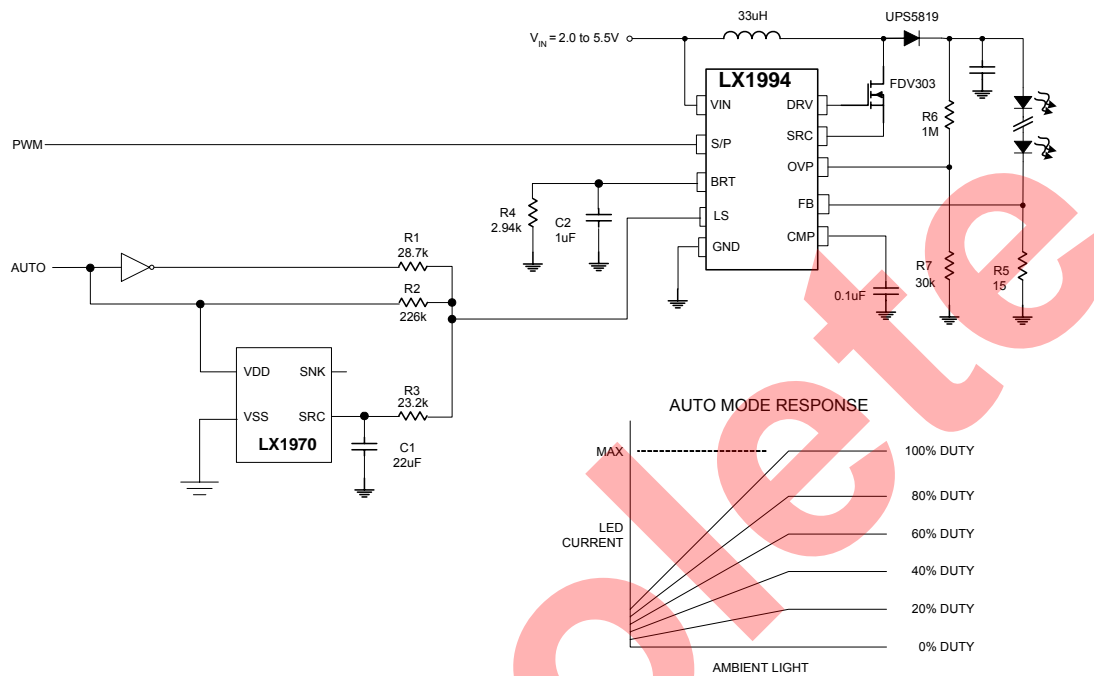 33uH
UPS5819
VIN = 2.0 to 5.5V
LX1994
FDV303
VIN
DRV
S/P
SRC
BRT
OVP
LS
FB
GND
CMP
R6
1M
PWM
R4
2.94k
C2
1uF
R7
30k
R5
15
0.1uF
AUTO
R1
28.7k
R2
226k
VDD
SNK
VSS
SRC
LX1970
R3
23.2k
C1
22uF
AUTO MODE RESPONSE
MAX
100% DUTY
80% DUTY
LED
CURRENT
60% DUTY
40% DUTY
20% DUTY
0% DUTY
AMBIENT LIGHT
olete